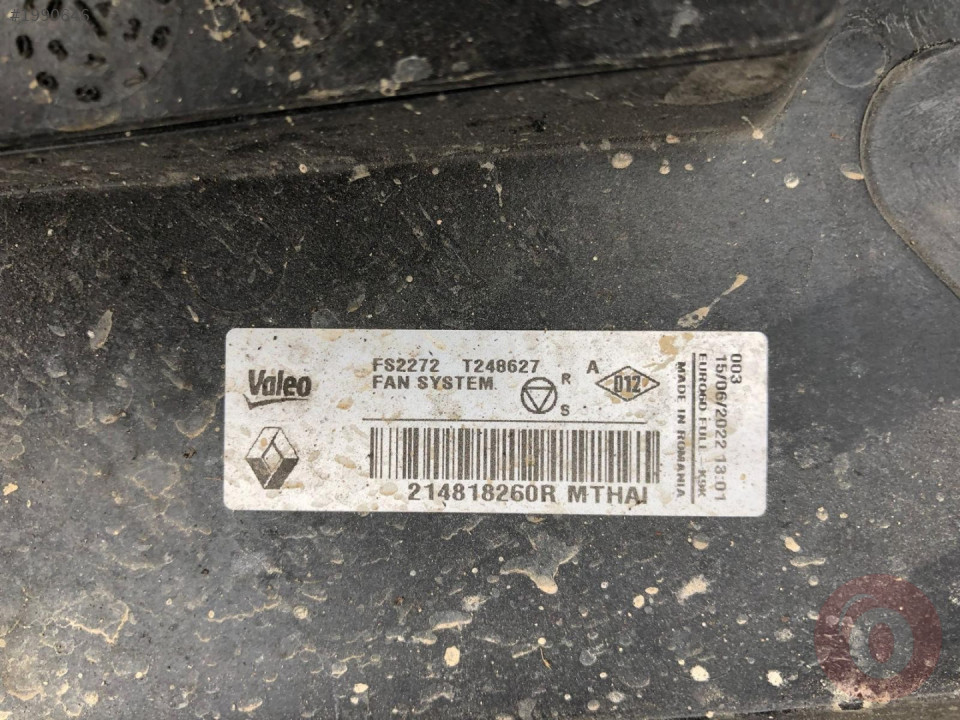 Valeo
FS2272 T248627
FAN SYSTEM
A
R
S
D12
214818260R MTHAI
MADE IN ROMANIA
EURO6D FULL - K9K
15/06/2022 13:01
003